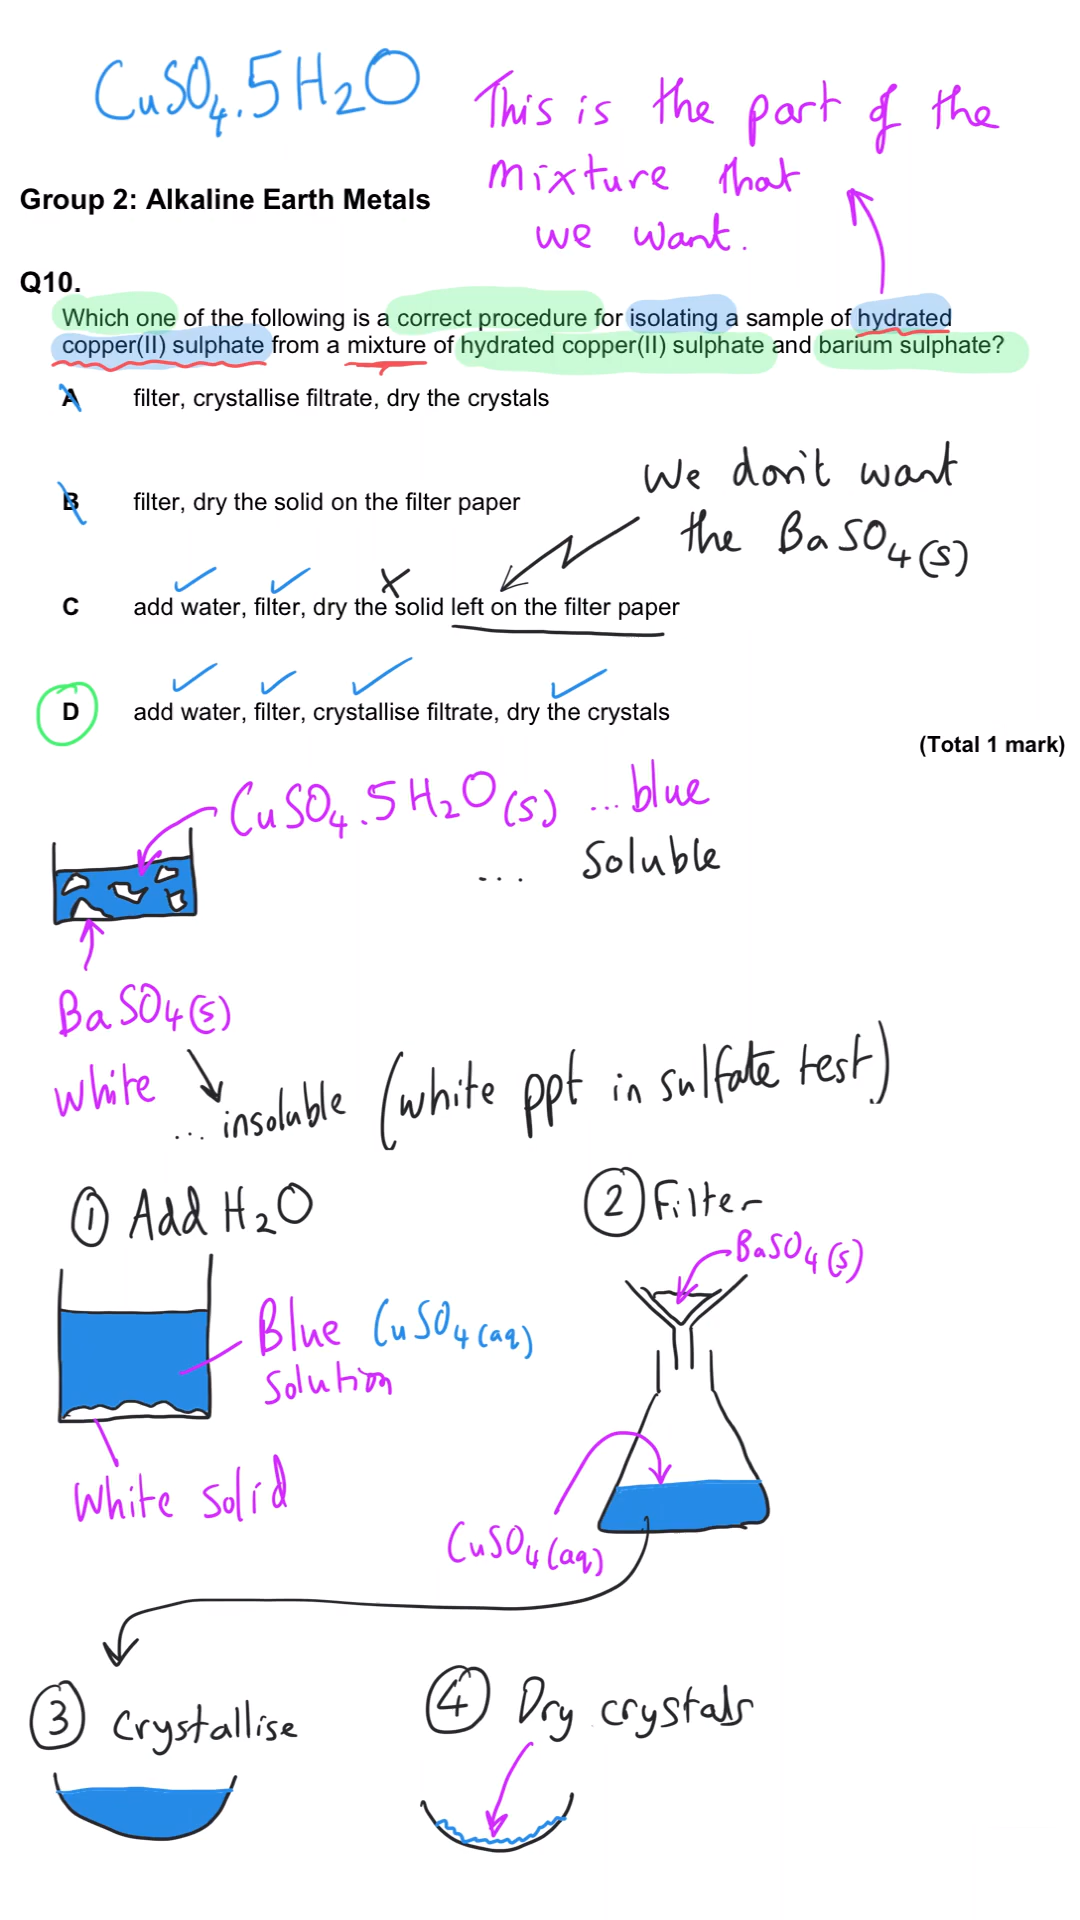 CuSO4.5H2O
This is the part of the
mixture that
we want.
Group 2: Alkaline Earth Metals
Q10.
Which one of the following is a correct procedure for isolating a sample of hydrated
copper(II) sulphate from a mixture of hydrated copper(II) sulphate and barium sulphate?
A filter, crystallise filtrate, dry the crystals
We don't want
the BaSO4(s)
B filter, dry the solid on the filter paper
C add water, filter, dry the solid left on the filter paper
D add water, filter, crystallise filtrate, dry the crystals
(Total 1 mark)
CuSO4.5H2O(s) ...blue
... Soluble
BaSO4(s)
white
... insoluble (white ppt in sulfate test)
① Add H2O
② Filter
BaSO4(s)
Blue CuSO4(aq)
solution
White solid
CuSO4(aq)
③ Crystallise
④ Dry crystals